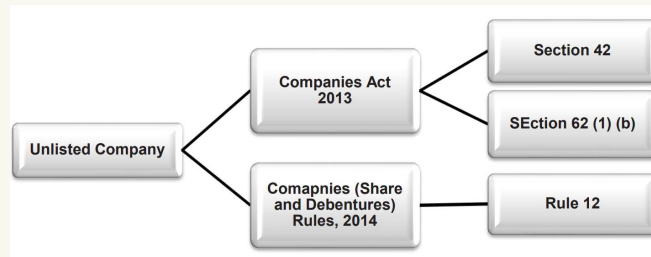 Unlisted Company
Companies Act
2013
Section 42
SEction 62 (1) (b)
Comapnies (Share
and Debentures)
Rules, 2014
Rule 12